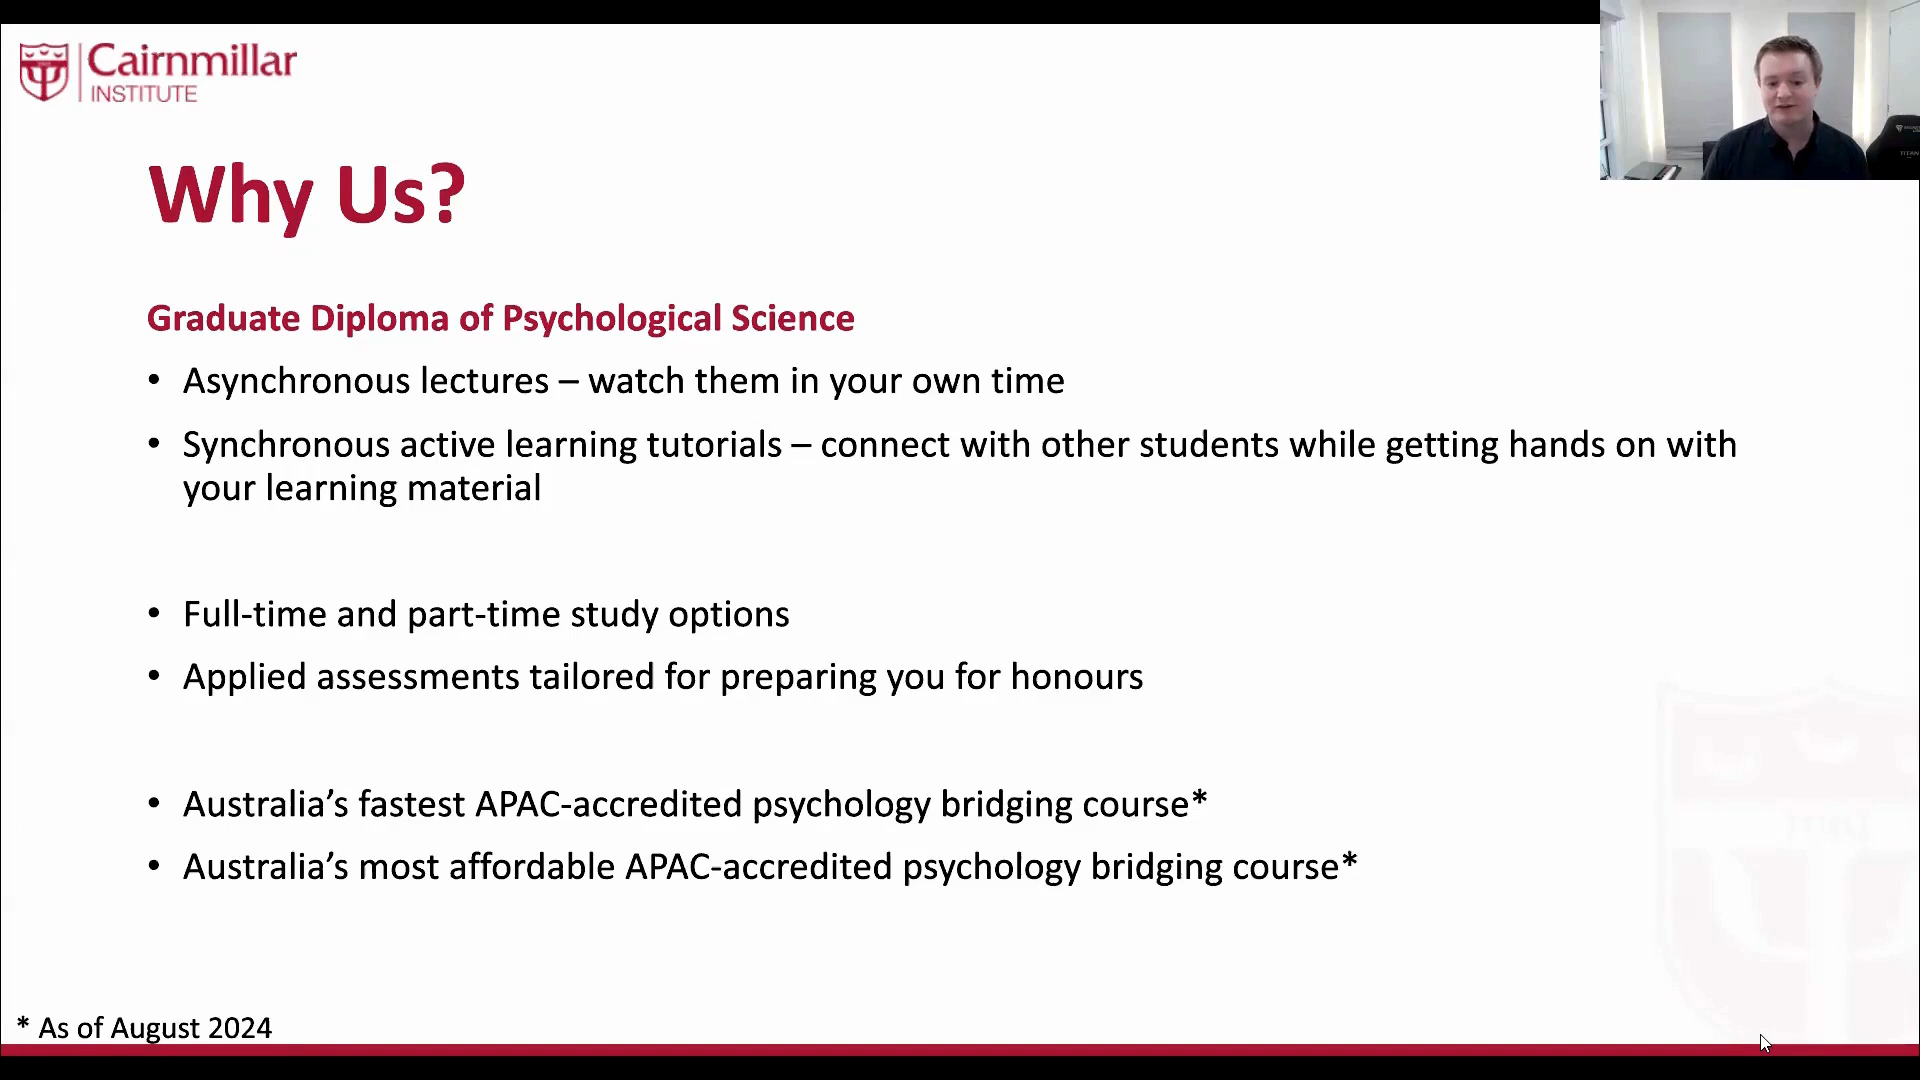 Cairnmillar
INSTITUTE
Why Us?
Graduate Diploma of Psychological Science
• Asynchronous lectures – watch them in your own time
• Synchronous active learning tutorials – connect with other students while getting hands on with
your learning material
• Full-time and part-time study options
• Applied assessments tailored for preparing you for honours
• Australia’s fastest APAC-accredited psychology bridging course*
• Australia’s most affordable APAC-accredited psychology bridging course*
* As of August 2024